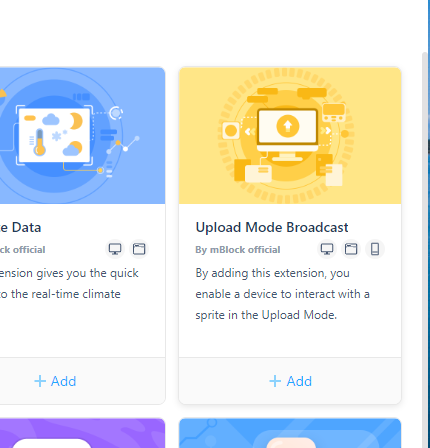 e Data
ck official
ension gives you the quick
to the real-time climate
Add
Upload Mode Broadcast
By mBlock official
By adding this extension, you
enable a device to interact with a
sprite in the Upload Mode.
Add